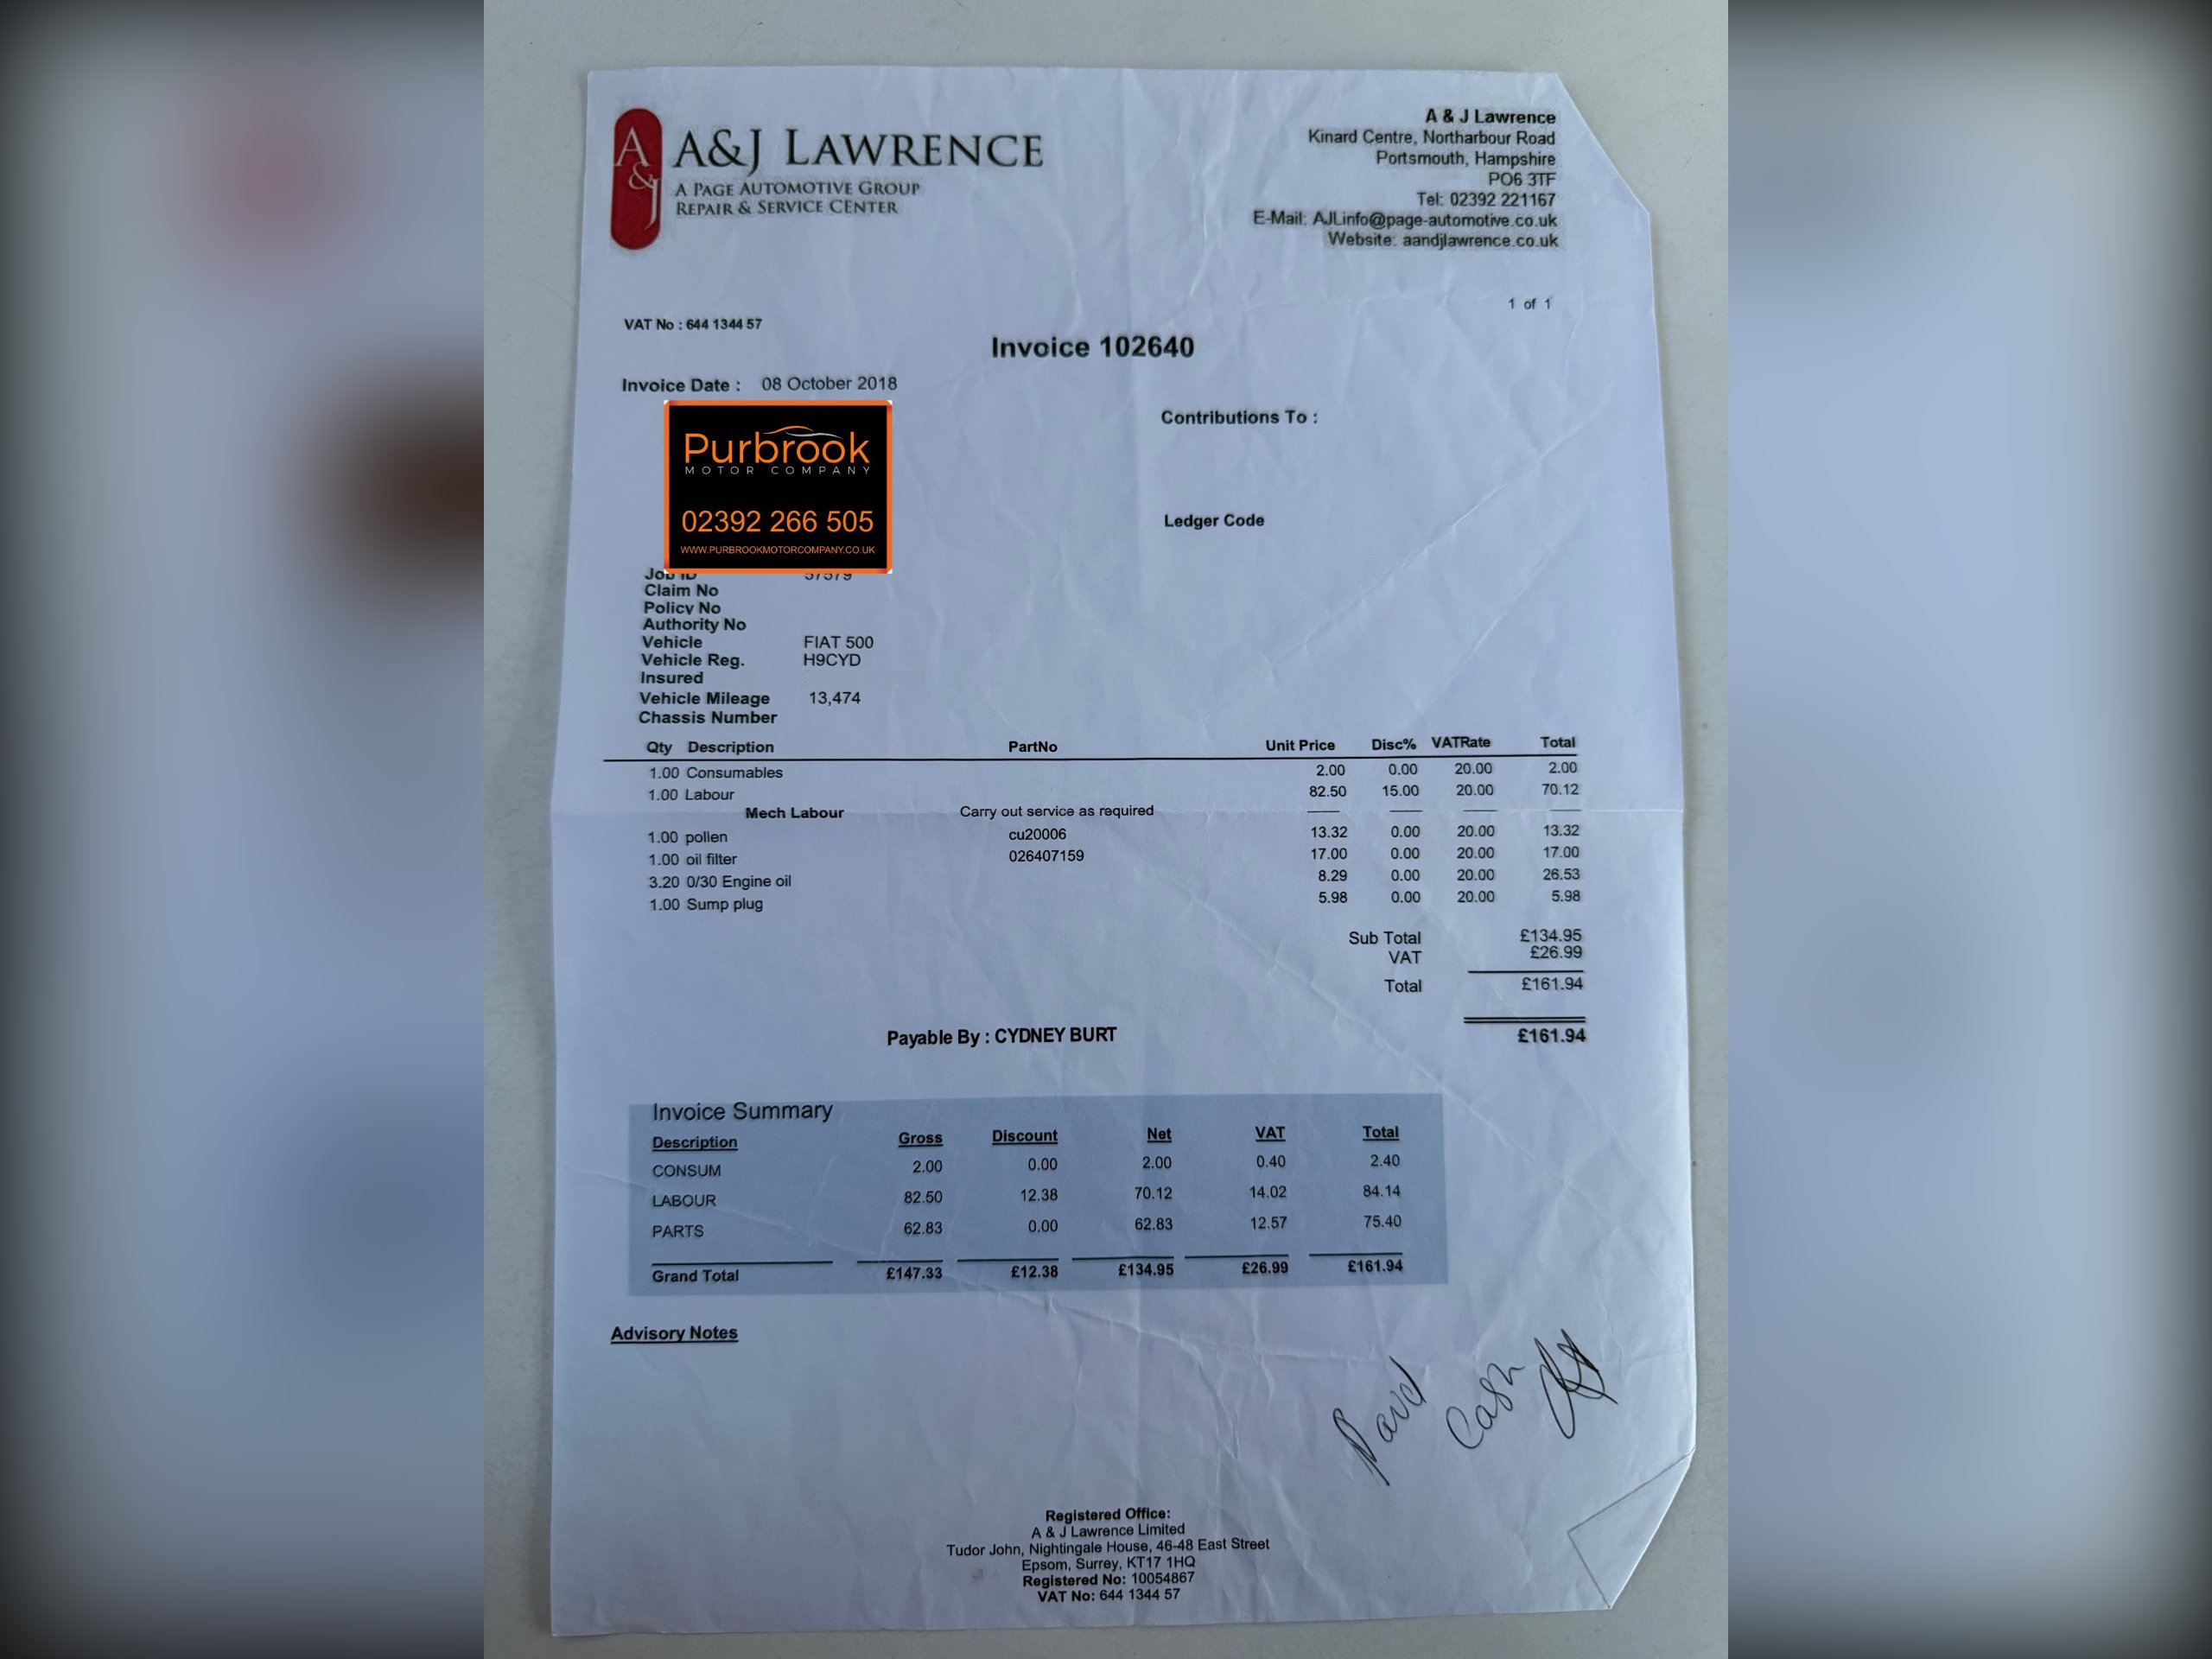 A&J A&J LAWRENCE
A PAGE AUTOMOTIVE GROUP
REPAIR & SERVICE CENTER
A & J Lawrence
Kinard Centre, Northarbour Road
Portsmouth, Hampshire
PO6 3TF
Tel: 02392 221167
E-Mail: AJLinfo@page-automotive.co.uk
Website: aandjlawrence.co.uk
1 of 1
VAT No : 644 1344 57
Invoice 102640
Invoice Date : 08 October 2018
Purbrook
MOTOR COMPANY
02392 266 505
WWW.PURBROOKMOTORCOMPANY.CO.UK
Contributions To :
Ledger Code
Job ID 57579
Claim No
Policy No
Authority No
Vehicle FIAT 500
Vehicle Reg. H9CYD
Insured
Vehicle Mileage 13,474
Chassis Number
Qty Description PartNo Unit Price Disc% VATRate Total
1.00 Consumables 2.00 0.00 20.00 2.00
1.00 Labour 82.50 15.00 20.00 70.12
Mech Labour Carry out service as required
1.00 pollen cu20006 13.32 0.00 20.00 13.32
1.00 oil filter 026407159 17.00 0.00 20.00 17.00
3.20 0/30 Engine oil 8.29 0.00 20.00 26.53
1.00 Sump plug 5.98 0.00 20.00 5.98
Sub Total £134.95
VAT £26.99
Total £161.94
Payable By : CYDNEY BURT £161.94
Invoice Summary
Description Gross Discount Net VAT Total
CONSUM 2.00 0.00 2.00 0.40 2.40
LABOUR 82.50 12.38 70.12 14.02 84.14
PARTS 62.83 0.00 62.83 12.57 75.40
Grand Total £147.33 £12.38 £134.95 £26.99 £161.94
Advisory Notes
Paid Cash
Registered Office:
A & J Lawrence Limited
Tudor John, Nightingale House, 46-48 East Street
Epsom, Surrey, KT17 1HQ
Registered No: 10054867
VAT No: 644 1344 57